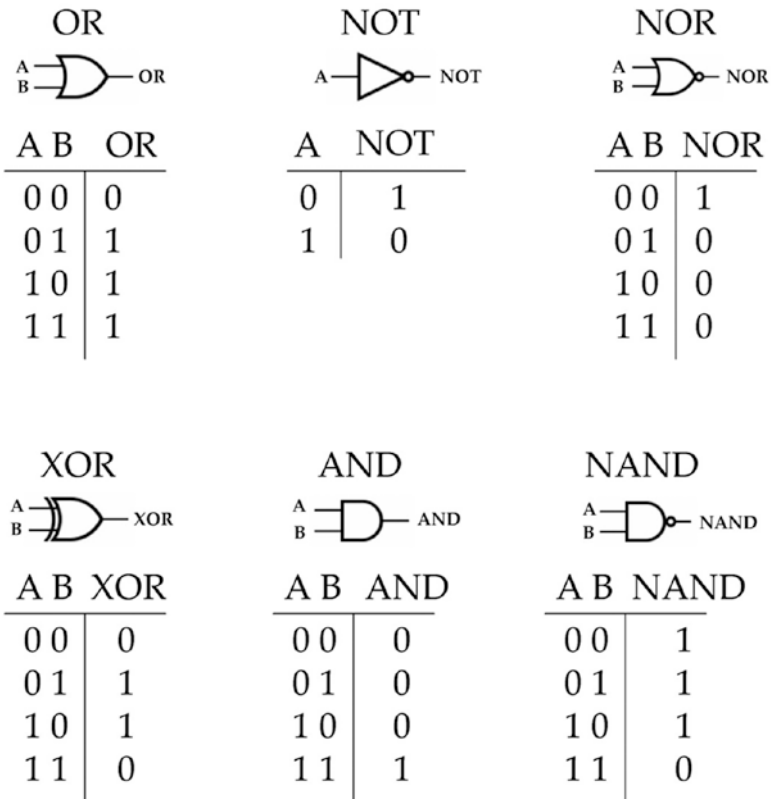 OR
A
B
OR
A B OR
0 0 0
0 1 1
1 0 1
1 1 1
NOT
A
NOT
A NOT
0 1
1 0
NOR
A
B
NOR
A B NOR
0 0 1
0 1 0
1 0 0
1 1 0
XOR
A
B
XOR
A B XOR
0 0 0
0 1 1
1 0 1
1 1 0
AND
A
B
AND
A B AND
0 0 0
0 1 0
1 0 0
1 1 1
NAND
A
B
NAND
A B NAND
0 0 1
0 1 1
1 0 1
1 1 0